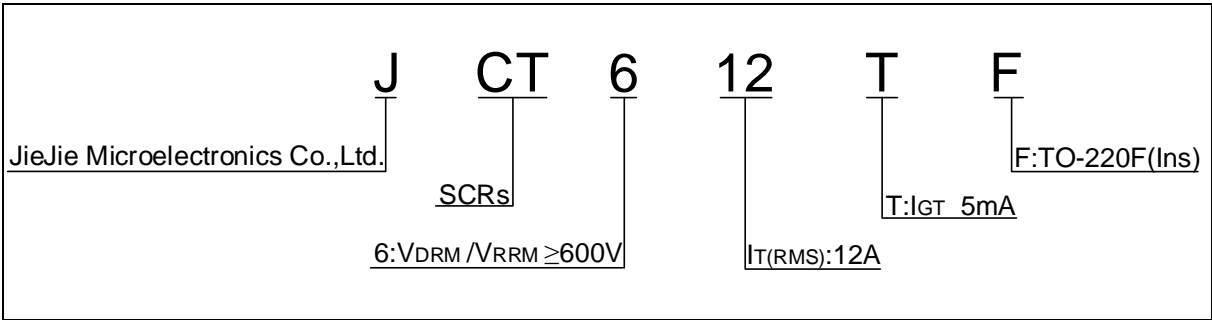 J CT 6 12 T F
JieJie Microelectronics Co.,Ltd.
F:TO-220F(Ins)
SCRs
T:IGT 5mA
6:VDRM /VRRM ≥600V
IT(RMS):12A